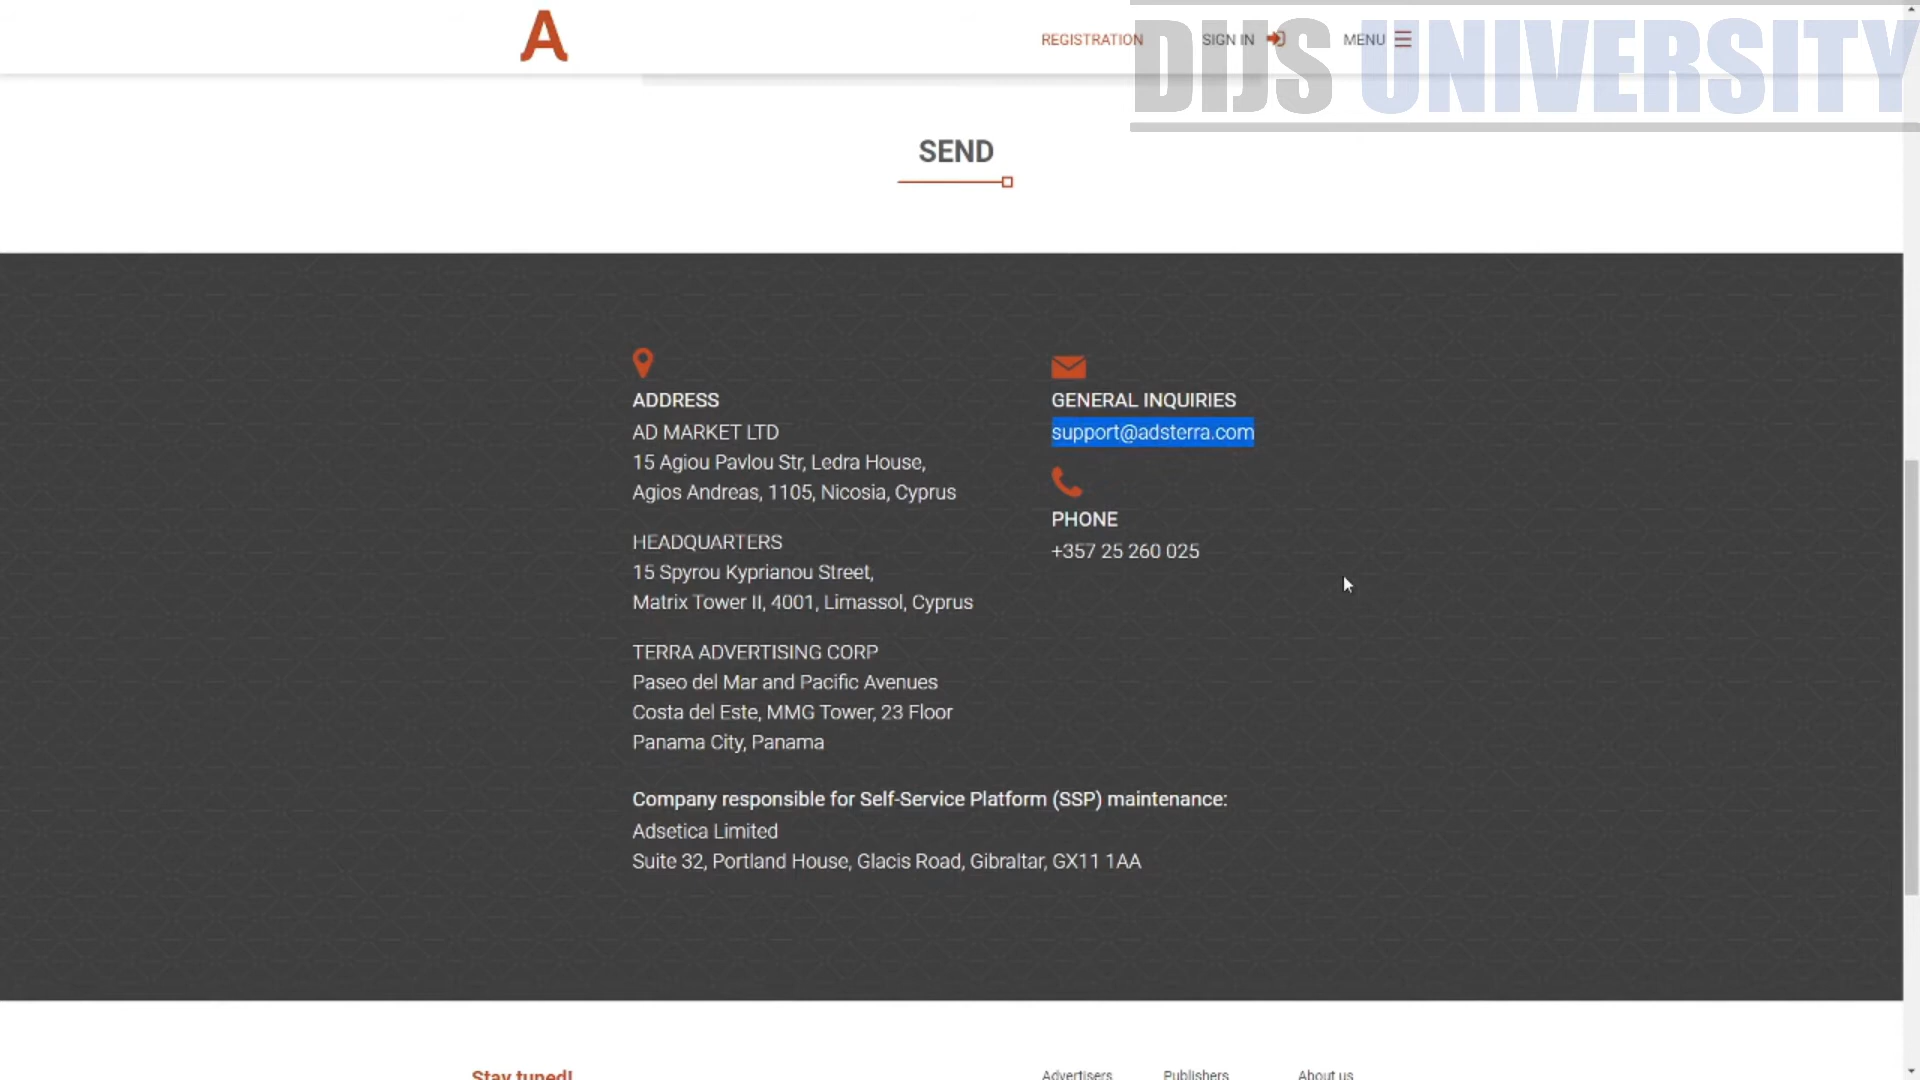 A
REGISTRATION
SIGN IN
MENU
DIJS UNIVERSITY
SEND
ADDRESS
AD MARKET LTD
15 Agiou Pavlou Str, Ledra House,
Agios Andreas, 1105, Nicosia, Cyprus
HEADQUARTERS
15 Spyrou Kyprianou Street,
Matrix Tower II, 4001, Limassol, Cyprus
TERRA ADVERTISING CORP
Paseo del Mar and Pacific Avenues
Costa del Este, MMG Tower, 23 Floor
Panama City, Panama
GENERAL INQUIRIES
support@adsterra.com
PHONE
+357 25 260 025
Company responsible for Self-Service Platform (SSP) maintenance:
Adsetica Limited
Suite 32, Portland House, Glacis Road, Gibraltar, GX11 1AA
Stay tuned!
Advertisers
Publishers
About us